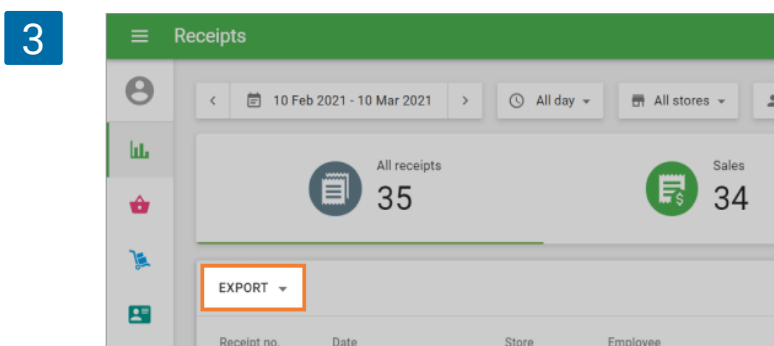 3
Receipts
10 Feb 2021 - 10 Mar 2021
All day
All stores
All receipts
35
Sales
34
EXPORT
Receipt no. Date Store Employee